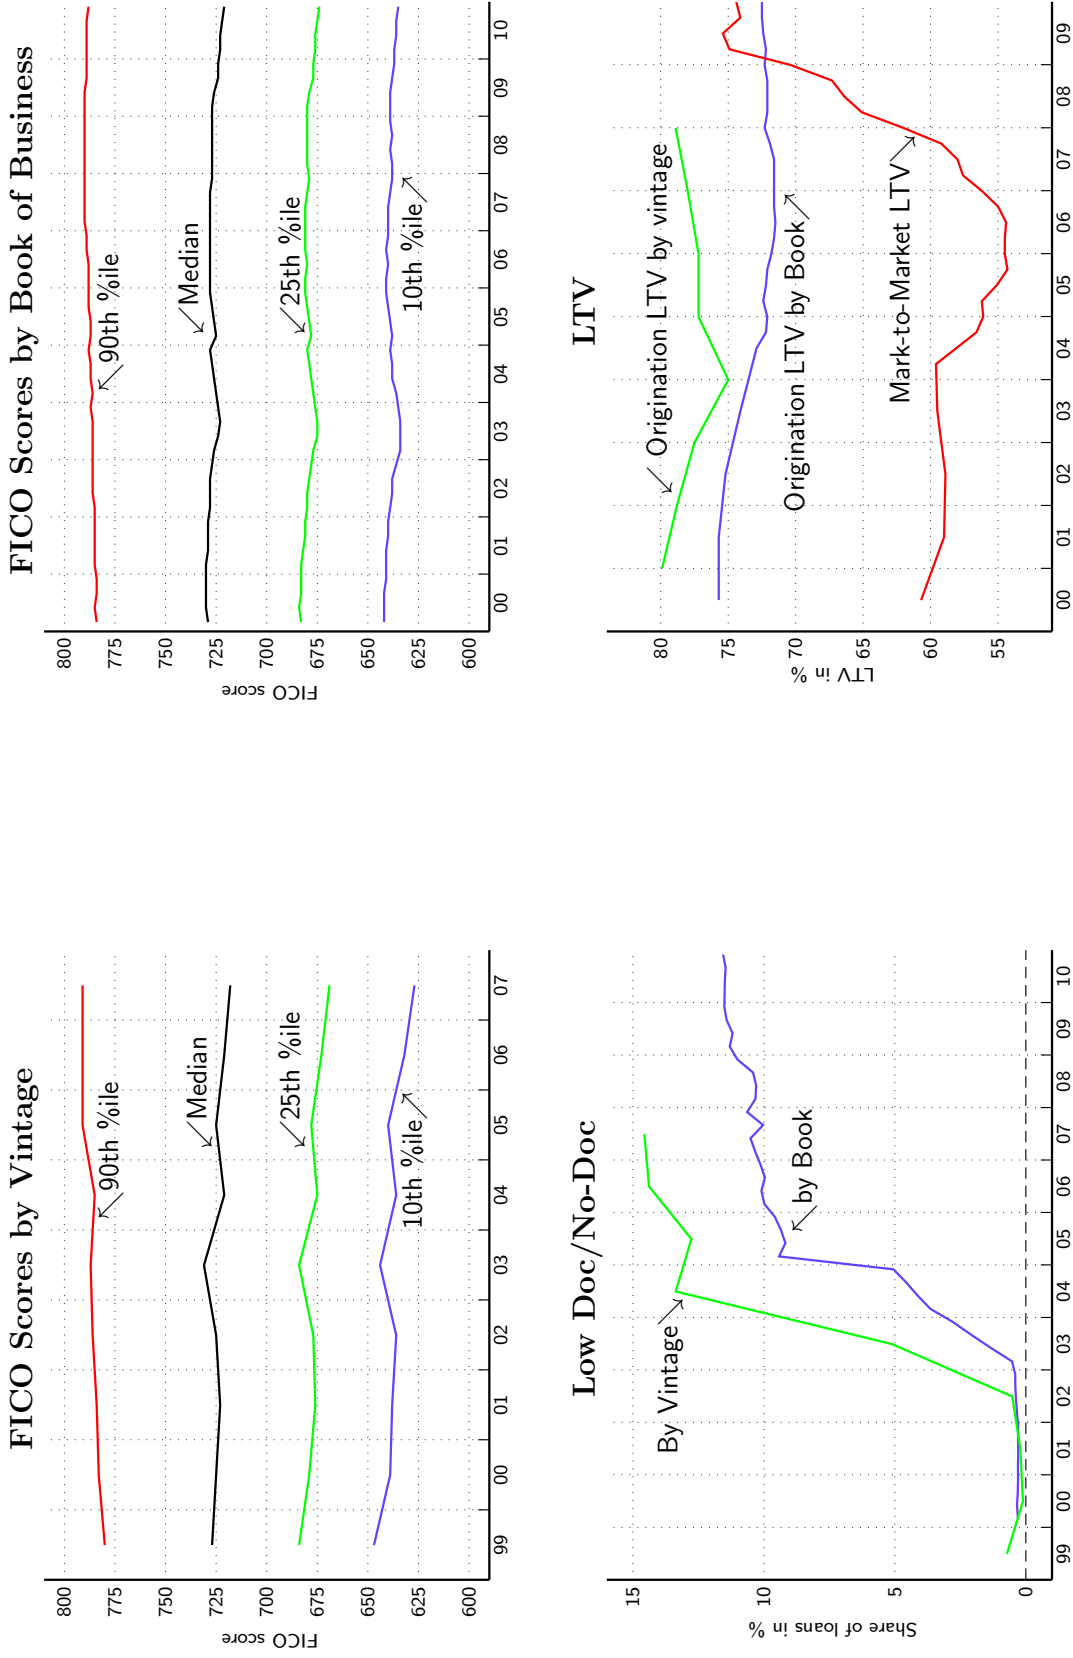 FICO Scores by Vintage
90th %ile
Median
25th %ile
10th %ile
800
775
750
725
700
675
650
625
600
FICO score
99 00 01 02 03 04 05 06 07
FICO Scores by Book of Business
90th %ile
Median
25th %ile
10th %ile
800
775
750
725
700
675
650
625
600
FICO score
00 01 02 03 04 05 06 07 08 09 10
Low Doc/No-Doc
By Vintage
by Book
15
10
5
0
Share of loans in %
99 00 01 02 03 04 05 06 07 08 09 10
LTV
Origination LTV by vintage
Origination LTV by Book
Mark-to-Market LTV
80
75
70
65
60
55
LTV in %
00 01 02 03 04 05 06 07 08 09